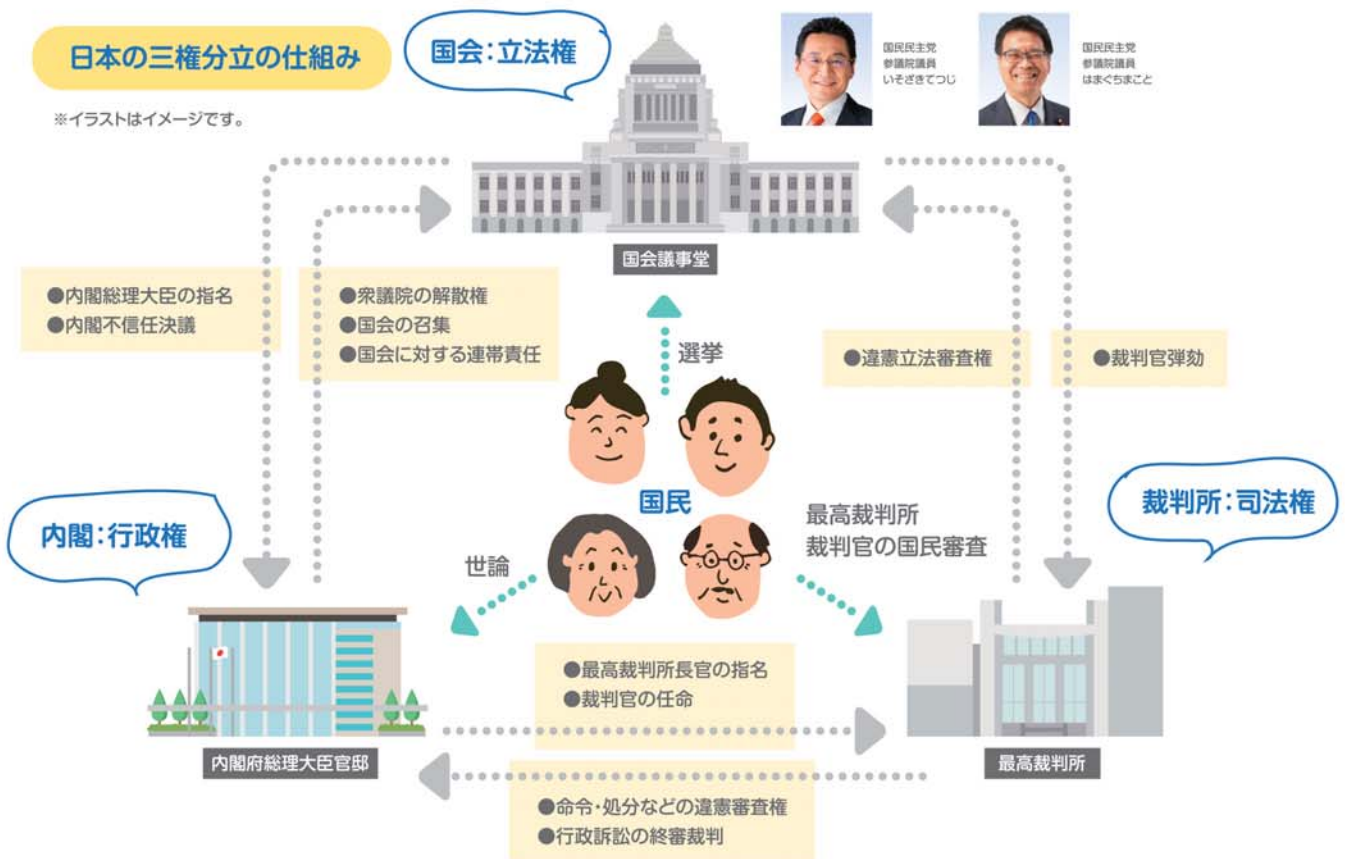 日本の三権分立の仕組み
※イラストはイメージです。
国会:立法権
国民民主党
参議院議員
いそざきてつじ
国民民主党
参議院議員
はまぐちまこと
国会議事堂
●内閣総理大臣の指名
●内閣不信任決議
●衆議院の解散権
●国会の召集
●国会に対する連帯責任
選挙
●違憲立法審査権
●裁判官弾劾
内閣:行政権
国民
裁判所:司法権
世論
最高裁判所
裁判官の国民審査
●最高裁判所長官の指名
●裁判官の任命
内閣府総理大臣官邸
最高裁判所
●命令・処分などの違憲審査権
●行政訴訟の終審裁判